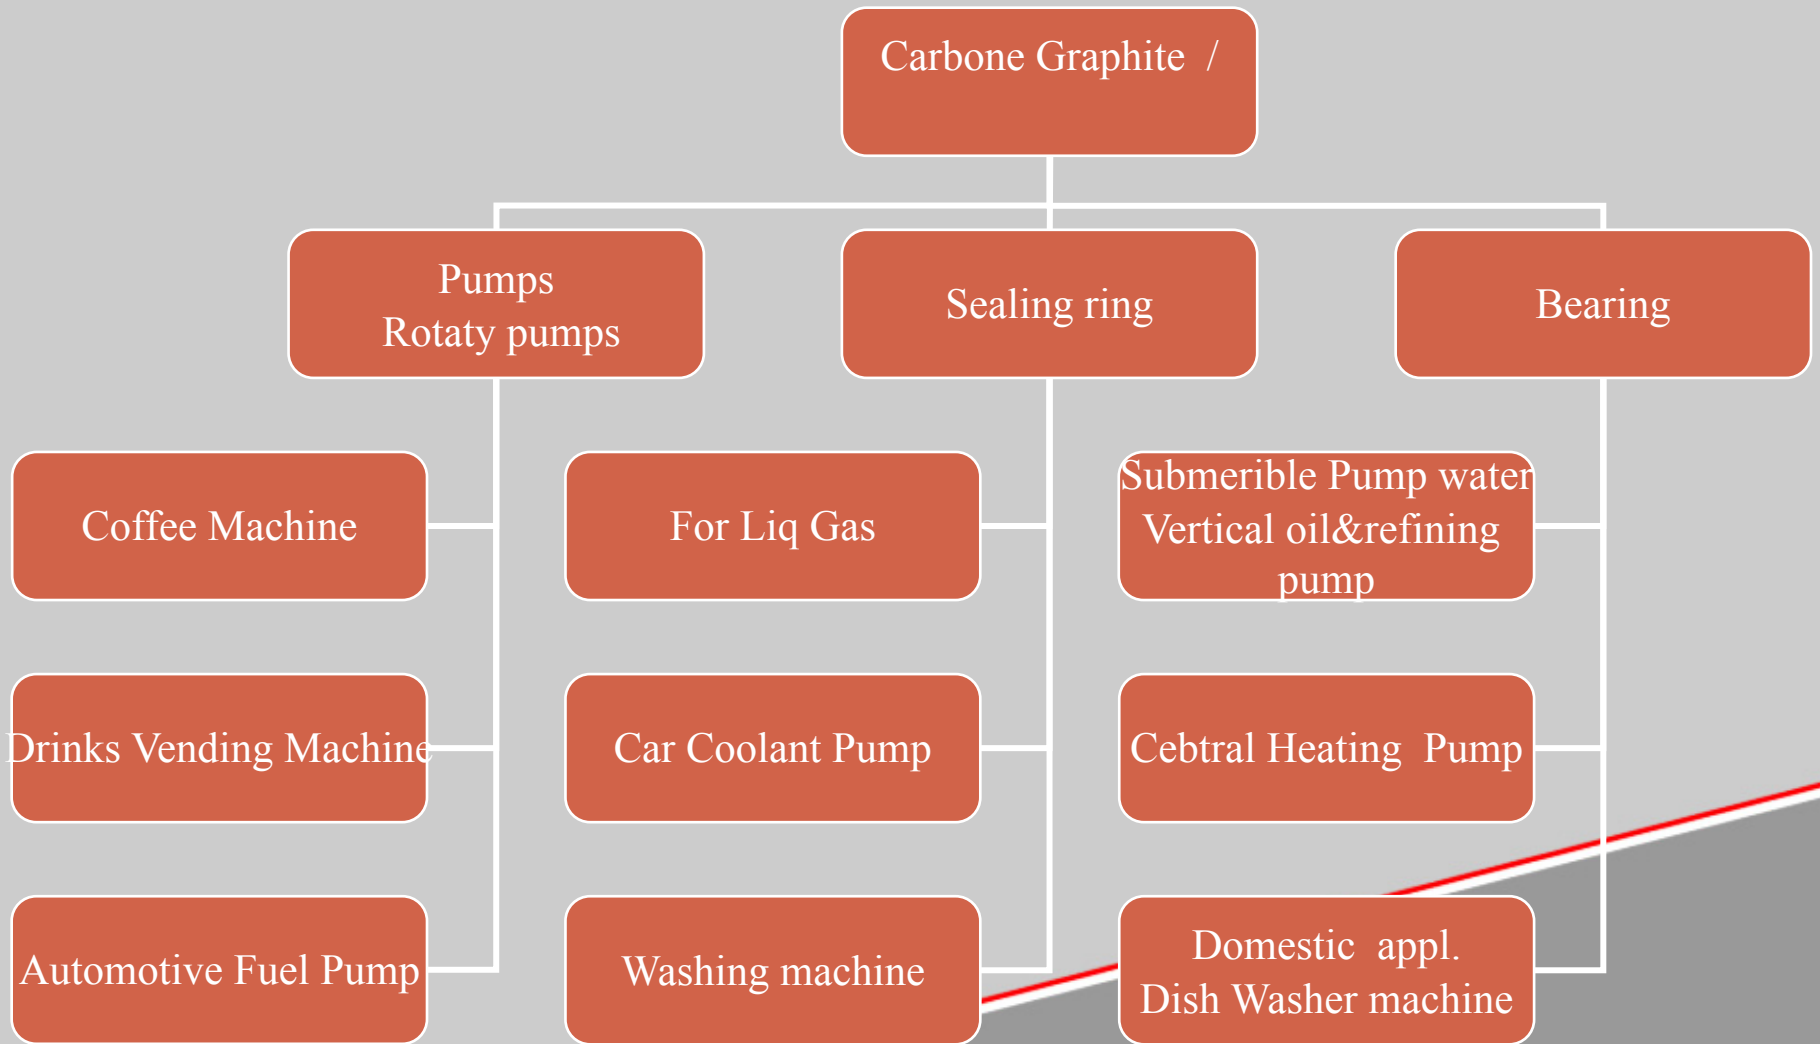 Carbone Graphite  /
Pumps
Rotaty pumps
Sealing ring
Bearing
Coffee Machine
For Liq Gas
Submerible Pump water
Vertical oil&refining
pump
Drinks Vending Machine
Car Coolant Pump
Cebtral Heating  Pump
Automotive Fuel Pump
Washing machine
Domestic  appl.
Dish Washer machine